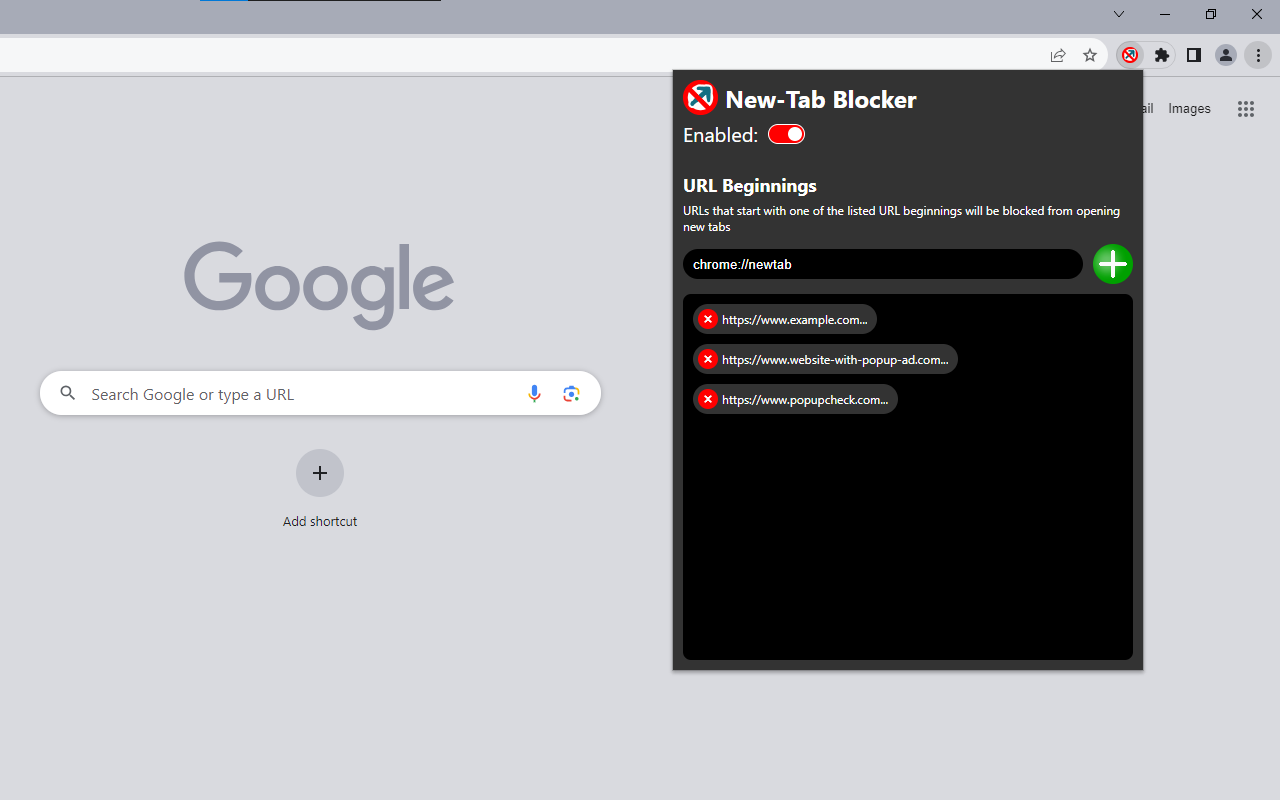 New-Tab Blocker
Enabled:
URL Beginnings
URLs that start with one of the listed URL beginnings will be blocked from opening
new tabs
chrome://newtab
https://www.example.com...
https://www.website-with-popup-ad.com...
https://www.popupcheck.com...
ail
Images
Google
Search Google or type a URL
Add shortcut